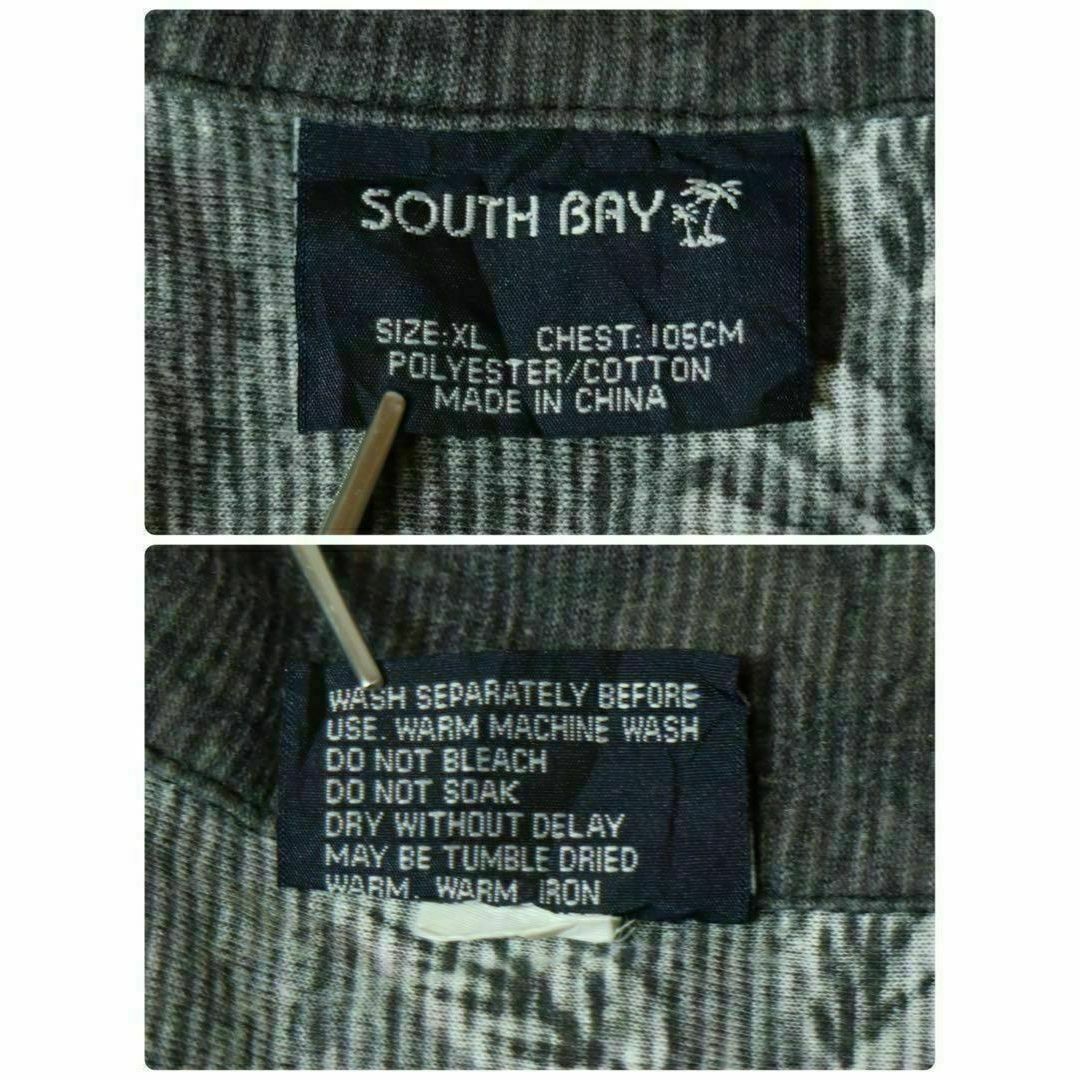 SOUTH BAY
SIZE:XL CHEST:105CM
POLYESTER/COTTON
MADE IN CHINA
WASH SEPARATELY BEFORE
USE. WARM MACHINE WASH
DO NOT BLEACH
DO NOT SOAK
DRY WITHOUT DELAY
MAY BE TUMBLE DRIED
WARM. WARM IRON